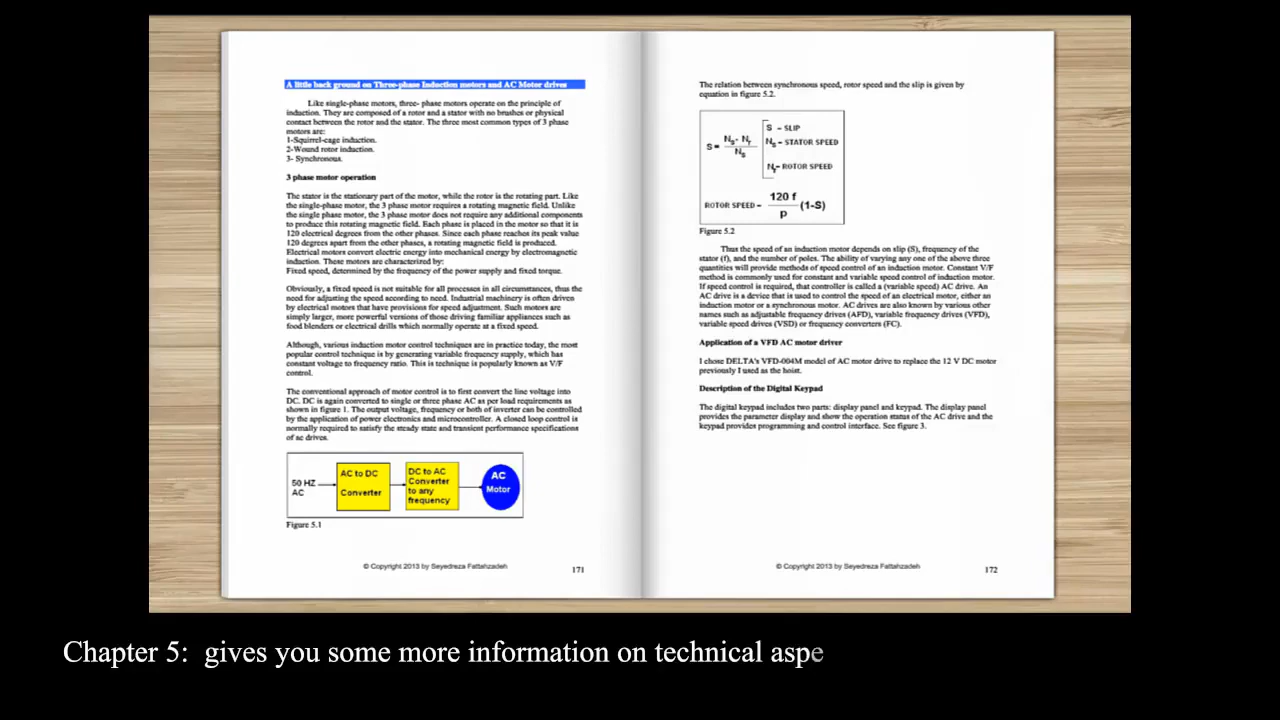 A little back ground on Three-phase Induction motors and AC Motor drives
Like single-phase motors, three- phase motors operate on the principle of
induction. They are composed of a rotor and a stator with no brushes or physical
contact between the rotor and the stator. The three most common types of 3 phase
motors are:
1-Squirrel-cage induction.
2-Wound rotor induction.
3- Synchronous.
3 phase motor operation
The stator is the stationary part of the motor, while the rotor is the rotating part. Like
the single-phase motor, the 3 phase motor requires a rotating magnetic field. Unlike
the single phase motor, the 3 phase motor does not require any additional components
to produce this rotating magnetic field. Each phase is placed in the motor so that it is
120 electrical degrees from the other phases. Since each phase reaches its peak value
120 degrees apart from the other phases, a rotating magnetic field is produced.
Electrical motors convert electric energy into mechanical energy by electromagnetic
induction. These motors are characterized by:
Fixed speed, determined by the frequency of the power supply and fixed torque.
Obviously, a fixed speed is not suitable for all processes in all circumstances, thus the
need for adjusting the speed according to need. Industrial machinery is often driven
by electrical motors that have provisions for speed adjustment. Such motors are
simply larger, more powerful versions of those driving familiar appliances such as
food blenders or electrical drills which normally operate at a fixed speed.
Although, various induction motor control techniques are in practice today, the most
popular control technique is by generating variable frequency supply, which has
constant voltage to frequency ratio. This is technique is popularly known as V/F
control.
The conventional approach of motor control is to first convert the line voltage into
DC. DC is again converted to single or three phase AC as per load requirements as
shown in figure 1. The output voltage, frequency or both of inverter can be controlled
by the application of power electronics and microcontroller. A closed loop control is
normally required to satisfy the steady state and transient performance specifications
of ac drives.
50 HZ
AC
AC to DC
Converter
DC to AC
Converter
to any
frequency
AC
Motor
Figure 5.1
© Copyright 2013 by Seyedreza Fattahzadeh
171
The relation between synchronous speed, rotor speed and the slip is given by
equation in figure 5.2.
S = Ns - Nr / Ns
S – SLIP
Ns – STATOR SPEED
Nr– ROTOR SPEED
ROTOR SPEED = 120 f / p (1-S)
Figure 5.2
Thus the speed of an induction motor depends on slip (S), frequency of the
stator (f), and the number of poles. The ability of varying any one of the above three
quantities will provide methods of speed control of an induction motor. Constant V/F
method is commonly used for constant and variable speed control of induction motor.
If speed control is required, that controller is called a (variable speed) AC drive. An
AC drive is a device that is used to control the speed of an electrical motor, either an
induction motor or a synchronous motor. AC drives are also known by various other
names such as adjustable frequency drives (AFD), variable frequency drives (VFD),
variable speed drives (VSD) or frequency converters (FC).
Application of a VFD AC motor driver
I chose DELTA's VFD-004M model of AC motor drive to replace the 12 V DC motor
previously I used as the hoist.
Description of the Digital Keypad
The digital keypad includes two parts: display panel and keypad. The display panel
provides the parameter display and show the operation status of the AC drive and the
keypad provides programming and control interface. See figure 3.
© Copyright 2013 by Seyedreza Fattahzadeh
172
Chapter 5:  gives you some more information on technical aspe